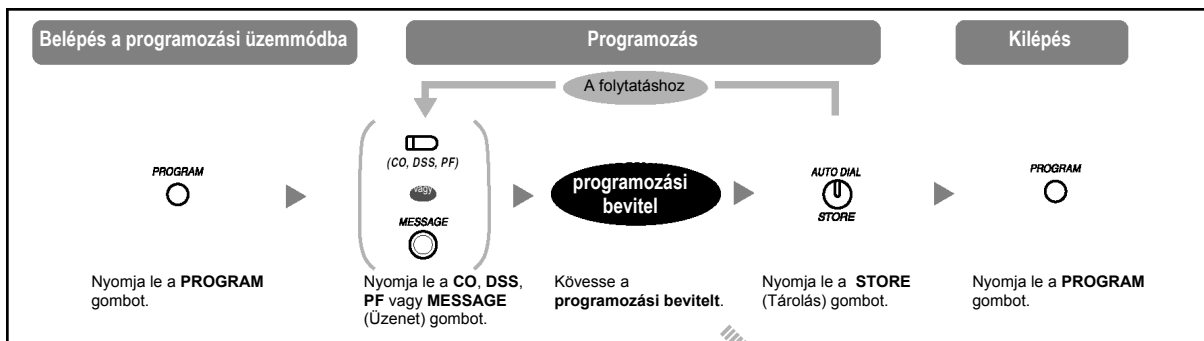 Belépés a programozási üzemmódba
Programozás
Kilépés
A folytatáshoz
PROGRAM
(CO, DSS, PF)
vagy
MESSAGE
programozási
bevitel
AUTO DIAL
STORE
PROGRAM
Nyomja le a PROGRAM
gombot.
Nyomja le a CO, DSS,
PF vagy MESSAGE
(Üzenet) gombot.
Kövesse a
programozási bevitelt.
Nyomja le a STORE
(Tárolás) gombot.
Nyomja le a PROGRAM
gombot.